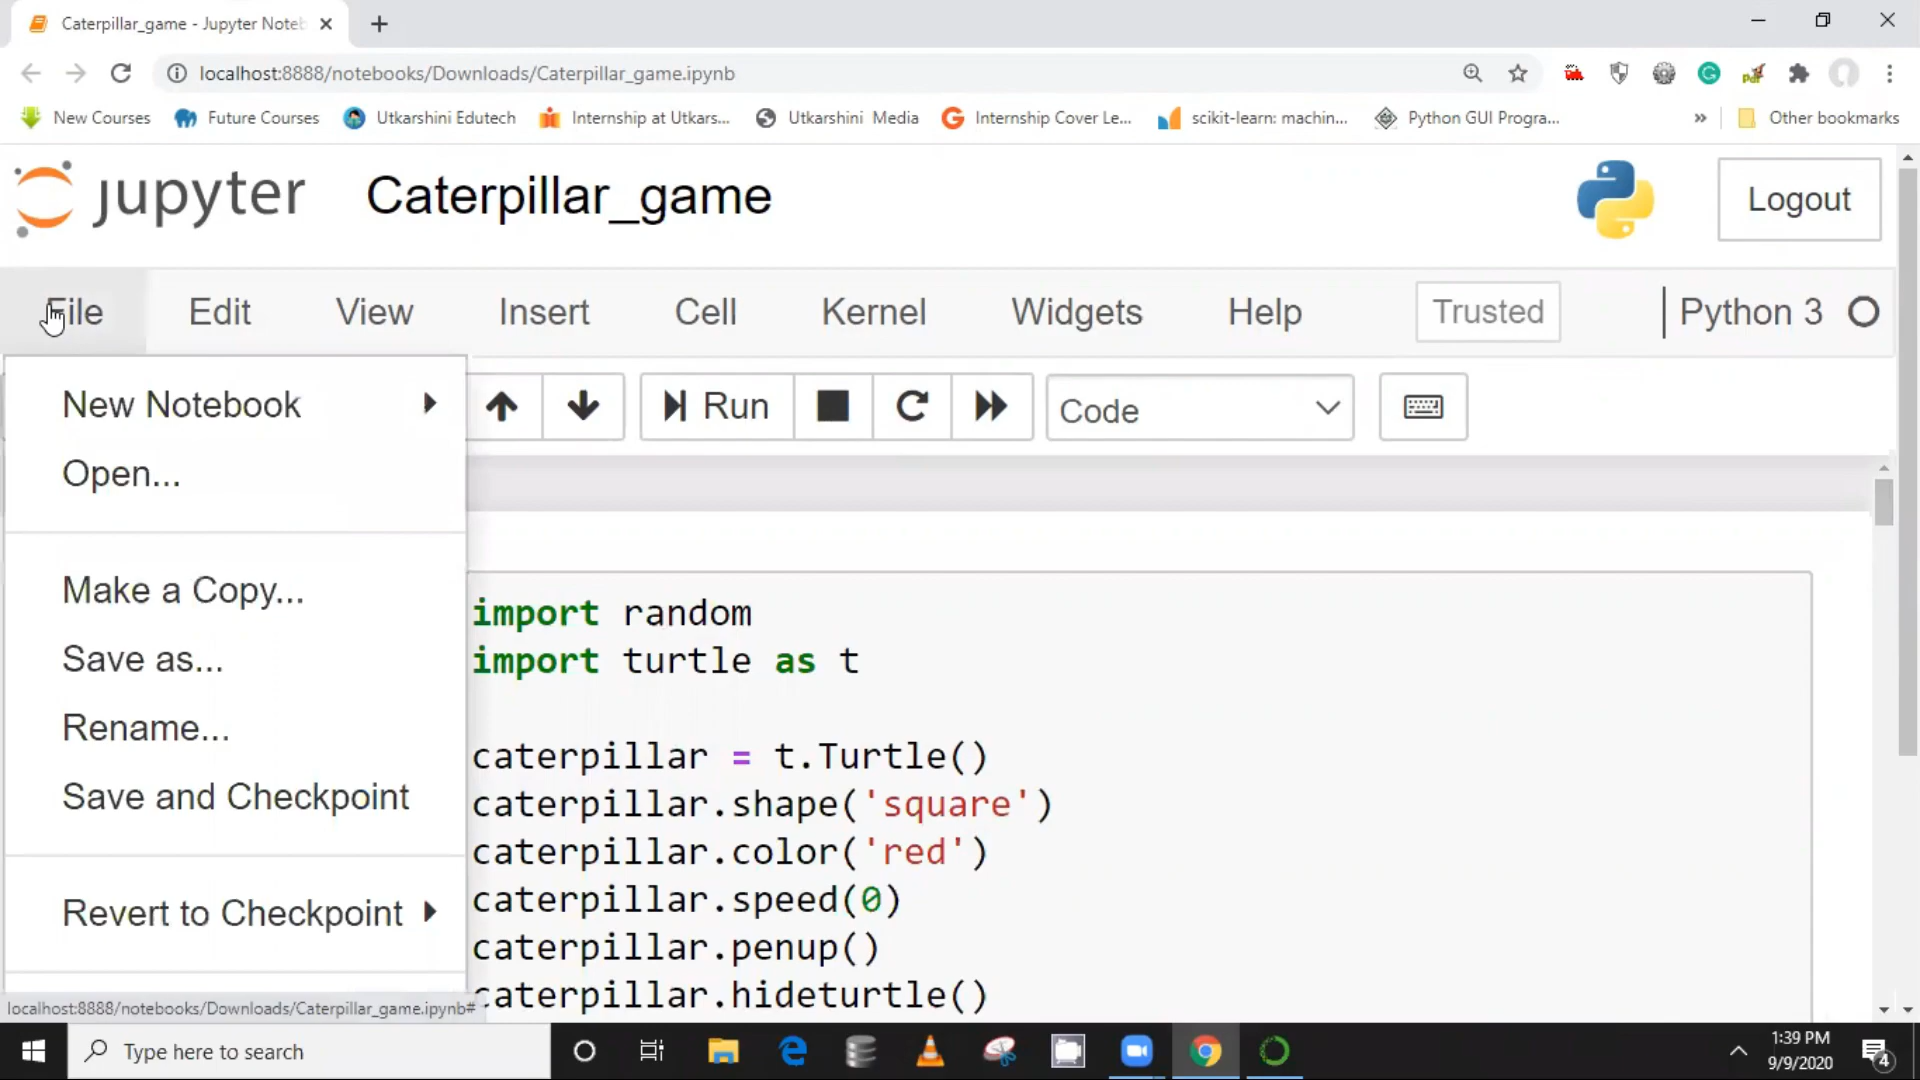 Caterpillar_game - Jupyter Noteb
localhost:8888/notebooks/Downloads/Caterpillar_game.ipynb
New Courses
Future Courses
Utkarshini Edutech
Internship at Utkars...
Utkarshini Media
Internship Cover Le...
scikit-learn: machin...
Python GUI Progra...
»
Other bookmarks
jupyter
Caterpillar_game
Logout
File
Edit
View
Insert
Cell
Kernel
Widgets
Help
Trusted
Python 3
New Notebook
Open...
Make a Copy...
Save as...
Rename...
Save and Checkpoint
Revert to Checkpoint
Run
Code
import random
import turtle as t
caterpillar = t.Turtle()
caterpillar.shape('square')
caterpillar.color('red')
caterpillar.speed(0)
caterpillar.penup()
caterpillar.hideturtle()
localhost:8888/notebooks/Downloads/Caterpillar_game.ipynb#
Type here to search
1:39 PM
9/9/2020
4